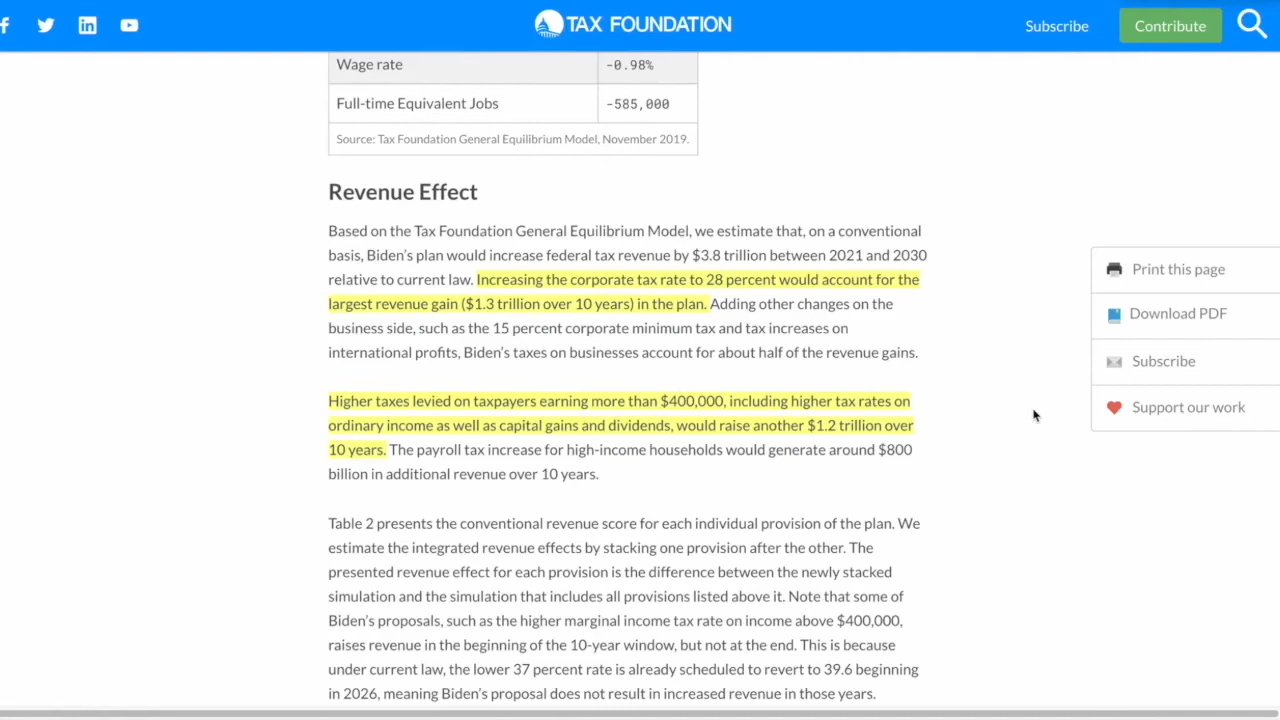 TAX FOUNDATION
Subscribe
Contribute
Wage rate -0.98%
Full-time Equivalent Jobs -585,000
Source: Tax Foundation General Equilibrium Model, November 2019.
Revenue Effect
Based on the Tax Foundation General Equilibrium Model, we estimate that, on a conventional
basis, Biden’s plan would increase federal tax revenue by $3.8 trillion between 2021 and 2030
relative to current law. Increasing the corporate tax rate to 28 percent would account for the
largest revenue gain ($1.3 trillion over 10 years) in the plan. Adding other changes on the
business side, such as the 15 percent corporate minimum tax and tax increases on
international profits, Biden’s taxes on businesses account for about half of the revenue gains.
Higher taxes levied on taxpayers earning more than $400,000, including higher tax rates on
ordinary income as well as capital gains and dividends, would raise another $1.2 trillion over
10 years. The payroll tax increase for high-income households would generate around $800
billion in additional revenue over 10 years.
Table 2 presents the conventional revenue score for each individual provision of the plan. We
estimate the integrated revenue effects by stacking one provision after the other. The
presented revenue effect for each provision is the difference between the newly stacked
simulation and the simulation that includes all provisions listed above it. Note that some of
Biden’s proposals, such as the higher marginal income tax rate on income above $400,000,
raises revenue in the beginning of the 10-year window, but not at the end. This is because
under current law, the lower 37 percent rate is already scheduled to revert to 39.6 beginning
in 2026, meaning Biden’s proposal does not result in increased revenue in those years.
Print this page
Download PDF
Subscribe
Support our work